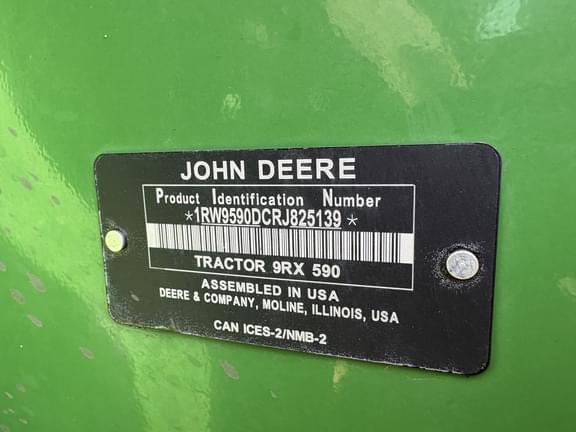 JOHN DEERE
Product Identification Number
*1RW9590DCRJ825139*
TRACTOR 9RX 590
ASSEMBLED IN USA
DEERE & COMPANY, MOLINE, ILLINOIS, USA
CAN ICES-2/NMB-2